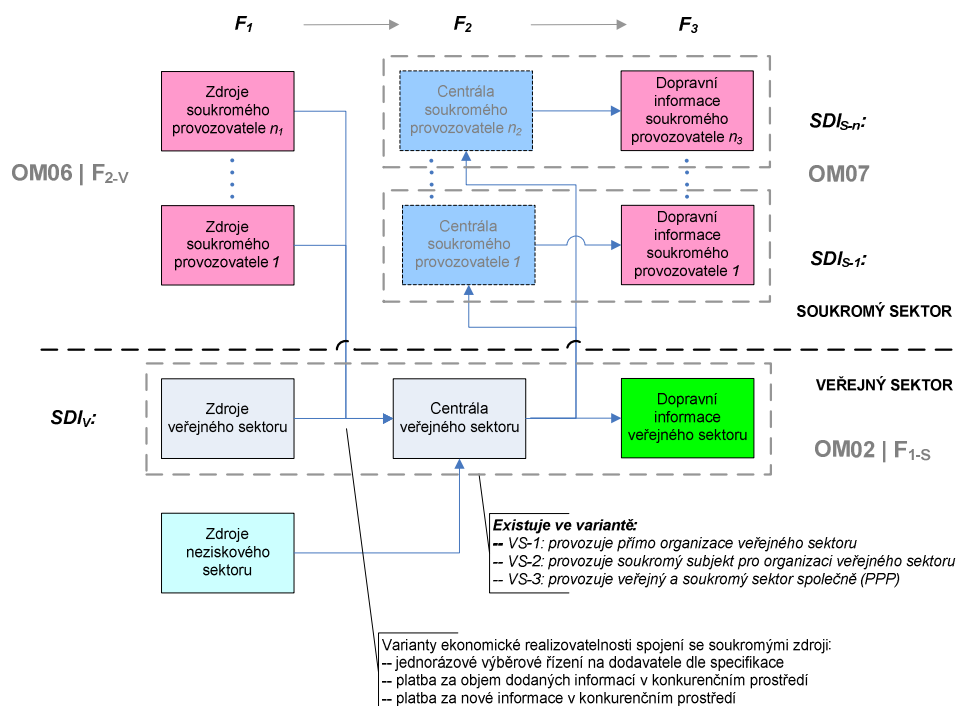 F1
F2
F3
Zdroje
soukromého
provozovatele n1
Centrála
soukromého
provozovatele n2
Dopravní
informace
soukromého
provozovatele n3
SDIS-n:
OM06 | F2-V
OM07
Zdroje
soukromého
provozovatele 1
Centrála
soukromého
provozovatele 1
Dopravní
informace
soukromého
provozovatele 1
SDIS-1:
SOUKROMÝ SEKTOR
VEŘEJNÝ SEKTOR
SDIV:
Zdroje
veřejného sektoru
Centrála
veřejného sektoru
Dopravní
informace
veřejného sektoru
OM02 | F1-S
Zdroje
neziskového
sektoru
Existuje ve variantě:
-- VS-1: provozuje přímo organizace veřejného sektoru
-- VS-2: provozuje soukromý subjekt pro organizaci veřejného sektoru
-- VS-3: provozuje veřejný a soukromý sektor společně (PPP)
Varianty ekonomické realizovatelnosti spojení se soukromými zdroji:
-- jednorázové výběrové řízení na dodavatele dle specifikace
-- platba za objem dodaných informací v konkurenčním prostředí
-- platba za nové informace v konkurenčním prostředí